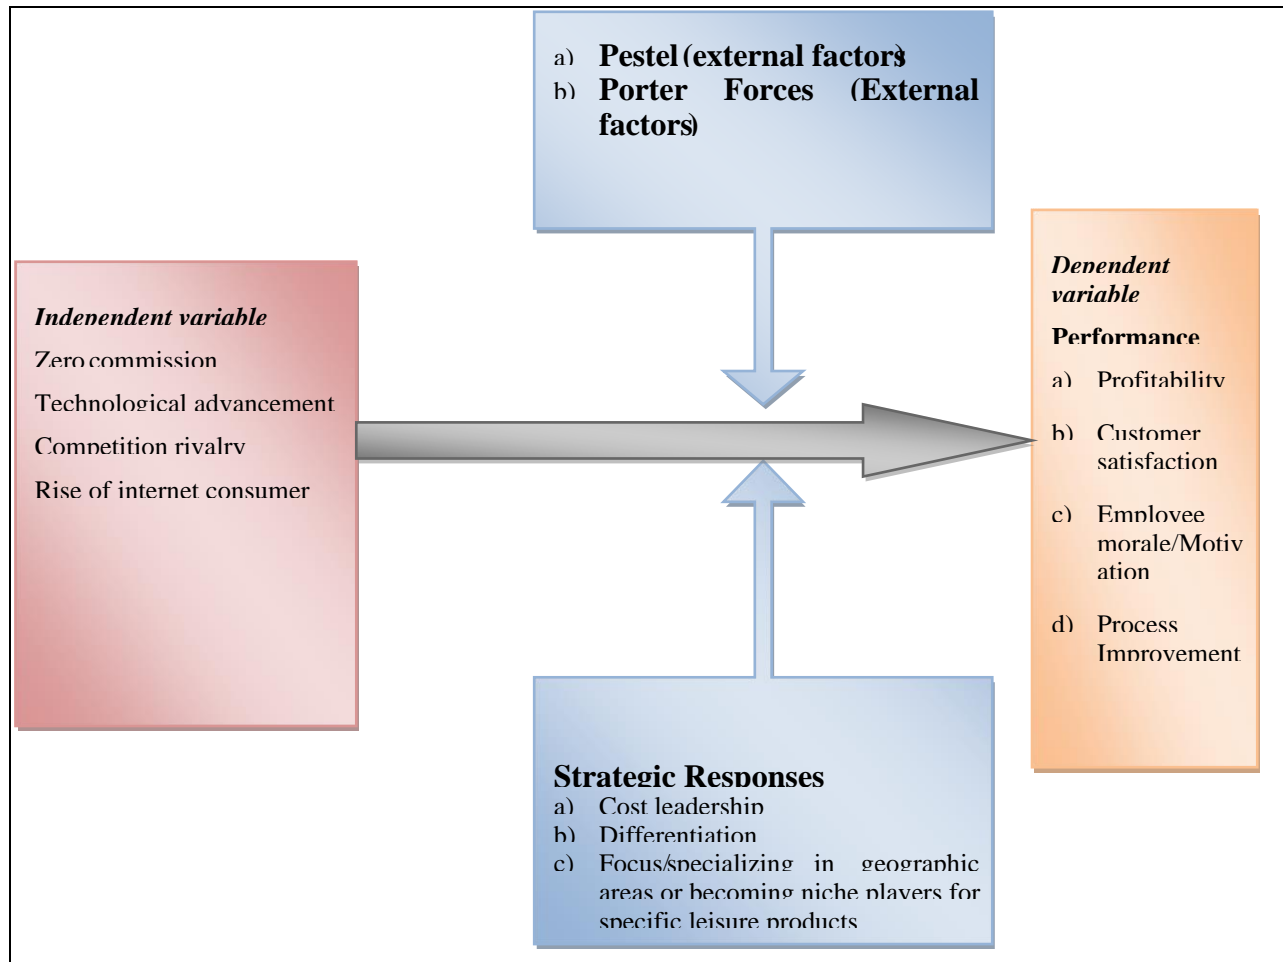 a) Pestel (external factors)
b) Porter Forces (External
factors)
Independent variable
Zero commission
Technological advancement
Competition rivalry
Rise of internet consumer
Dependent
variable
Performance
a) Profitability
b) Customer
satisfaction
c) Employee
morale/Motiv
ation
d) Process
Improvement
Strategic Responses
a) Cost leadership
b) Differentiation
c) Focus/specializing in geographic
areas or becoming niche players for
specific leisure products